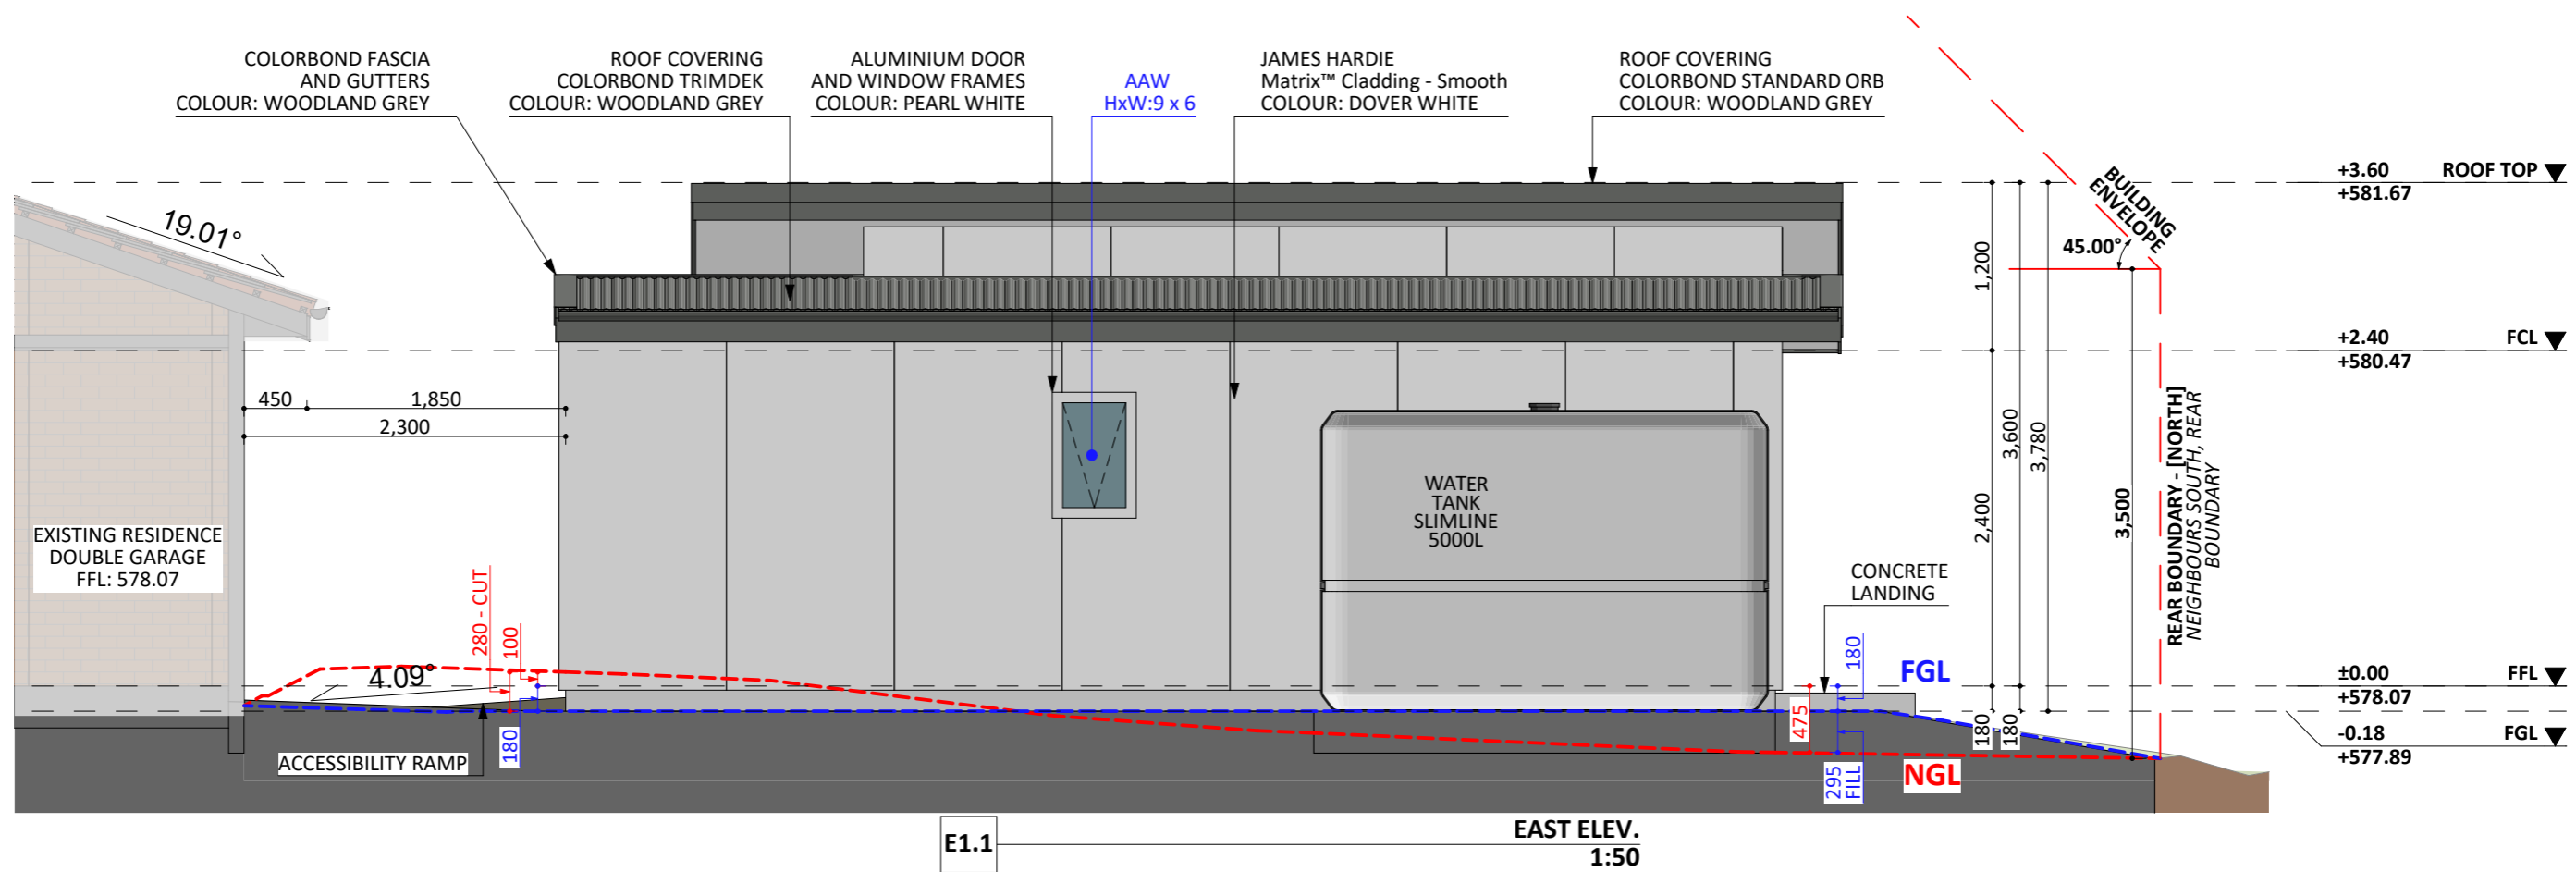 COLORBOND FASCIA
AND GUTTERS
COLOUR: WOODLAND GREY
ROOF COVERING
COLORBOND TRIMDEK
COLOUR: WOODLAND GREY
ALUMINIUM DOOR
AND WINDOW FRAMES
COLOUR: PEARL WHITE
AAW
HxW:9 x 6
JAMES HARDIE
Matrix™ Cladding - Smooth
COLOUR: DOVER WHITE
ROOF COVERING
COLORBOND STANDARD ORB
COLOUR: WOODLAND GREY
19.01°
BUILDING
ENVELOPE
45.00°
+3.60 ROOF TOP
+581.67
1,200
+2.40 FCL
+580.47
450
1,850
2,300
2,400
3,600
3,780
3,500
REAR BOUNDARY - [NORTH]
NEIGHBOURS SOUTH, REAR
BOUNDARY
WATER
TANK
SLIMLINE
5000L
EXISTING RESIDENCE
DOUBLE GARAGE
FFL: 578.07
280 - CUT
100
180
4.09°
ACCESSIBILITY RAMP
CONCRETE
LANDING
180
475
295
FILL
FGL
NGL
180
180
±0.00 FFL
+578.07
-0.18 FGL
+577.89
E1.1
EAST ELEV.
1:50